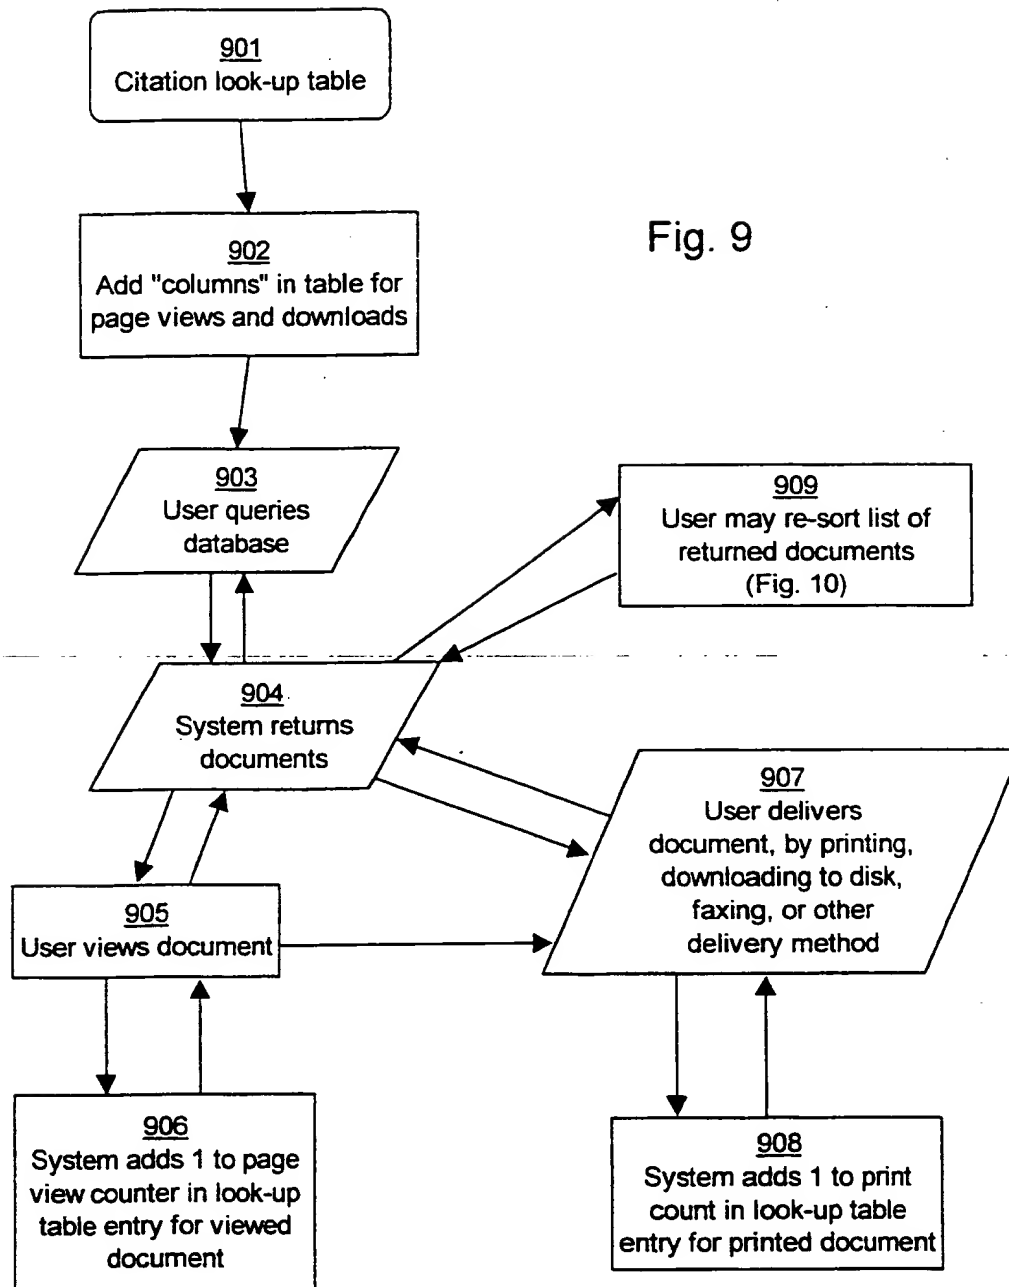 901
Citation look-up table
902
Add "columns" in table for
page views and downloads
Fig. 9
903
User queries
database
909
User may re-sort list of
returned documents
(Fig. 10)
904
System returns
documents
907
User delivers
document, by printing,
downloading to disk,
faxing, or other
delivery method
905
User views document
906
System adds 1 to page
view counter in look-up
table entry for viewed
document
908
System adds 1 to print
count in look-up table
entry for printed document